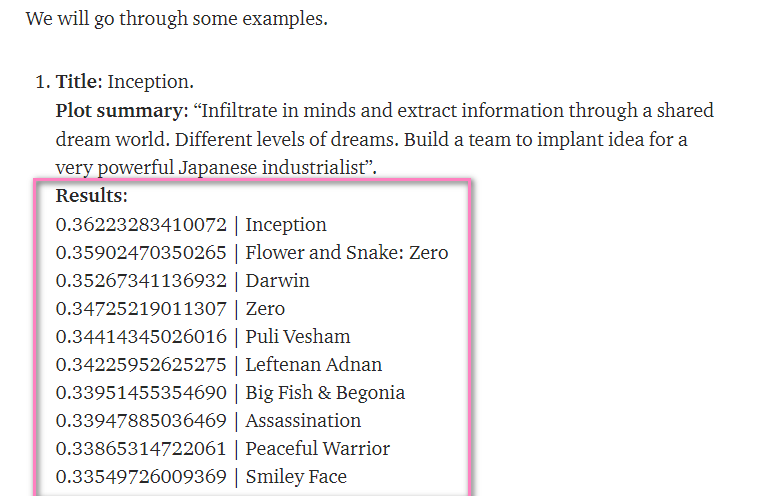 We will go through some examples.
1. Title: Inception.
Plot summary: “Infiltrate in minds and extract information through a shared
dream world. Different levels of dreams. Build a team to implant idea for a
very powerful Japanese industrialist”.
Results:
0.36223283410072 | Inception
0.35902470350265 | Flower and Snake: Zero
0.35267341136932 | Darwin
0.34725219011307 | Zero
0.34414345026016 | Puli Vesham
0.34225952625275 | Leftenan Adnan
0.33951455354690 | Big Fish & Begonia
0.33947885036469 | Assassination
0.33865314722061 | Peaceful Warrior
0.33549726009369 | Smiley Face